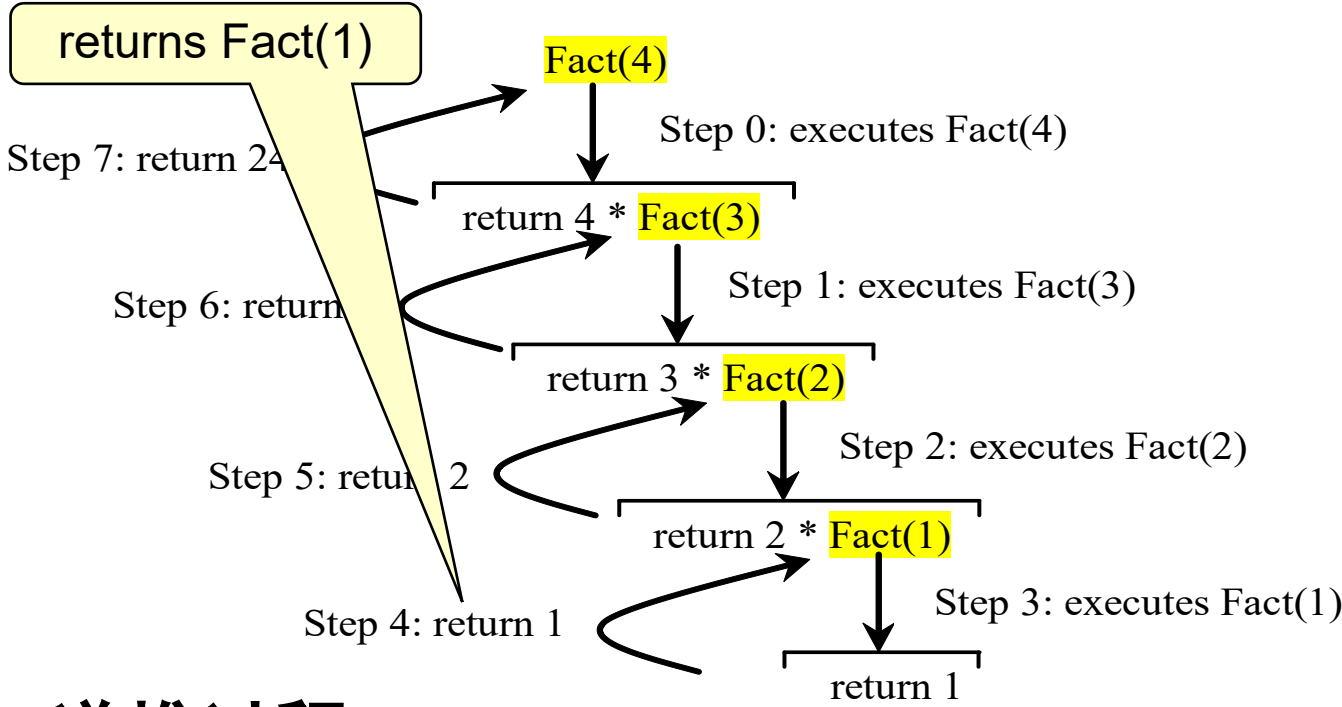 returns Fact(1)
Fact(4)
Step 0: executes Fact(4)
Step 7: return 24
return 4 * Fact(3)
Step 6: return
Step 1: executes Fact(3)
return 3 * Fact(2)
Step 2: executes Fact(2)
Step 5: return 2
return 2 * Fact(1)
Step 3: executes Fact(1)
Step 4: return 1
return 1